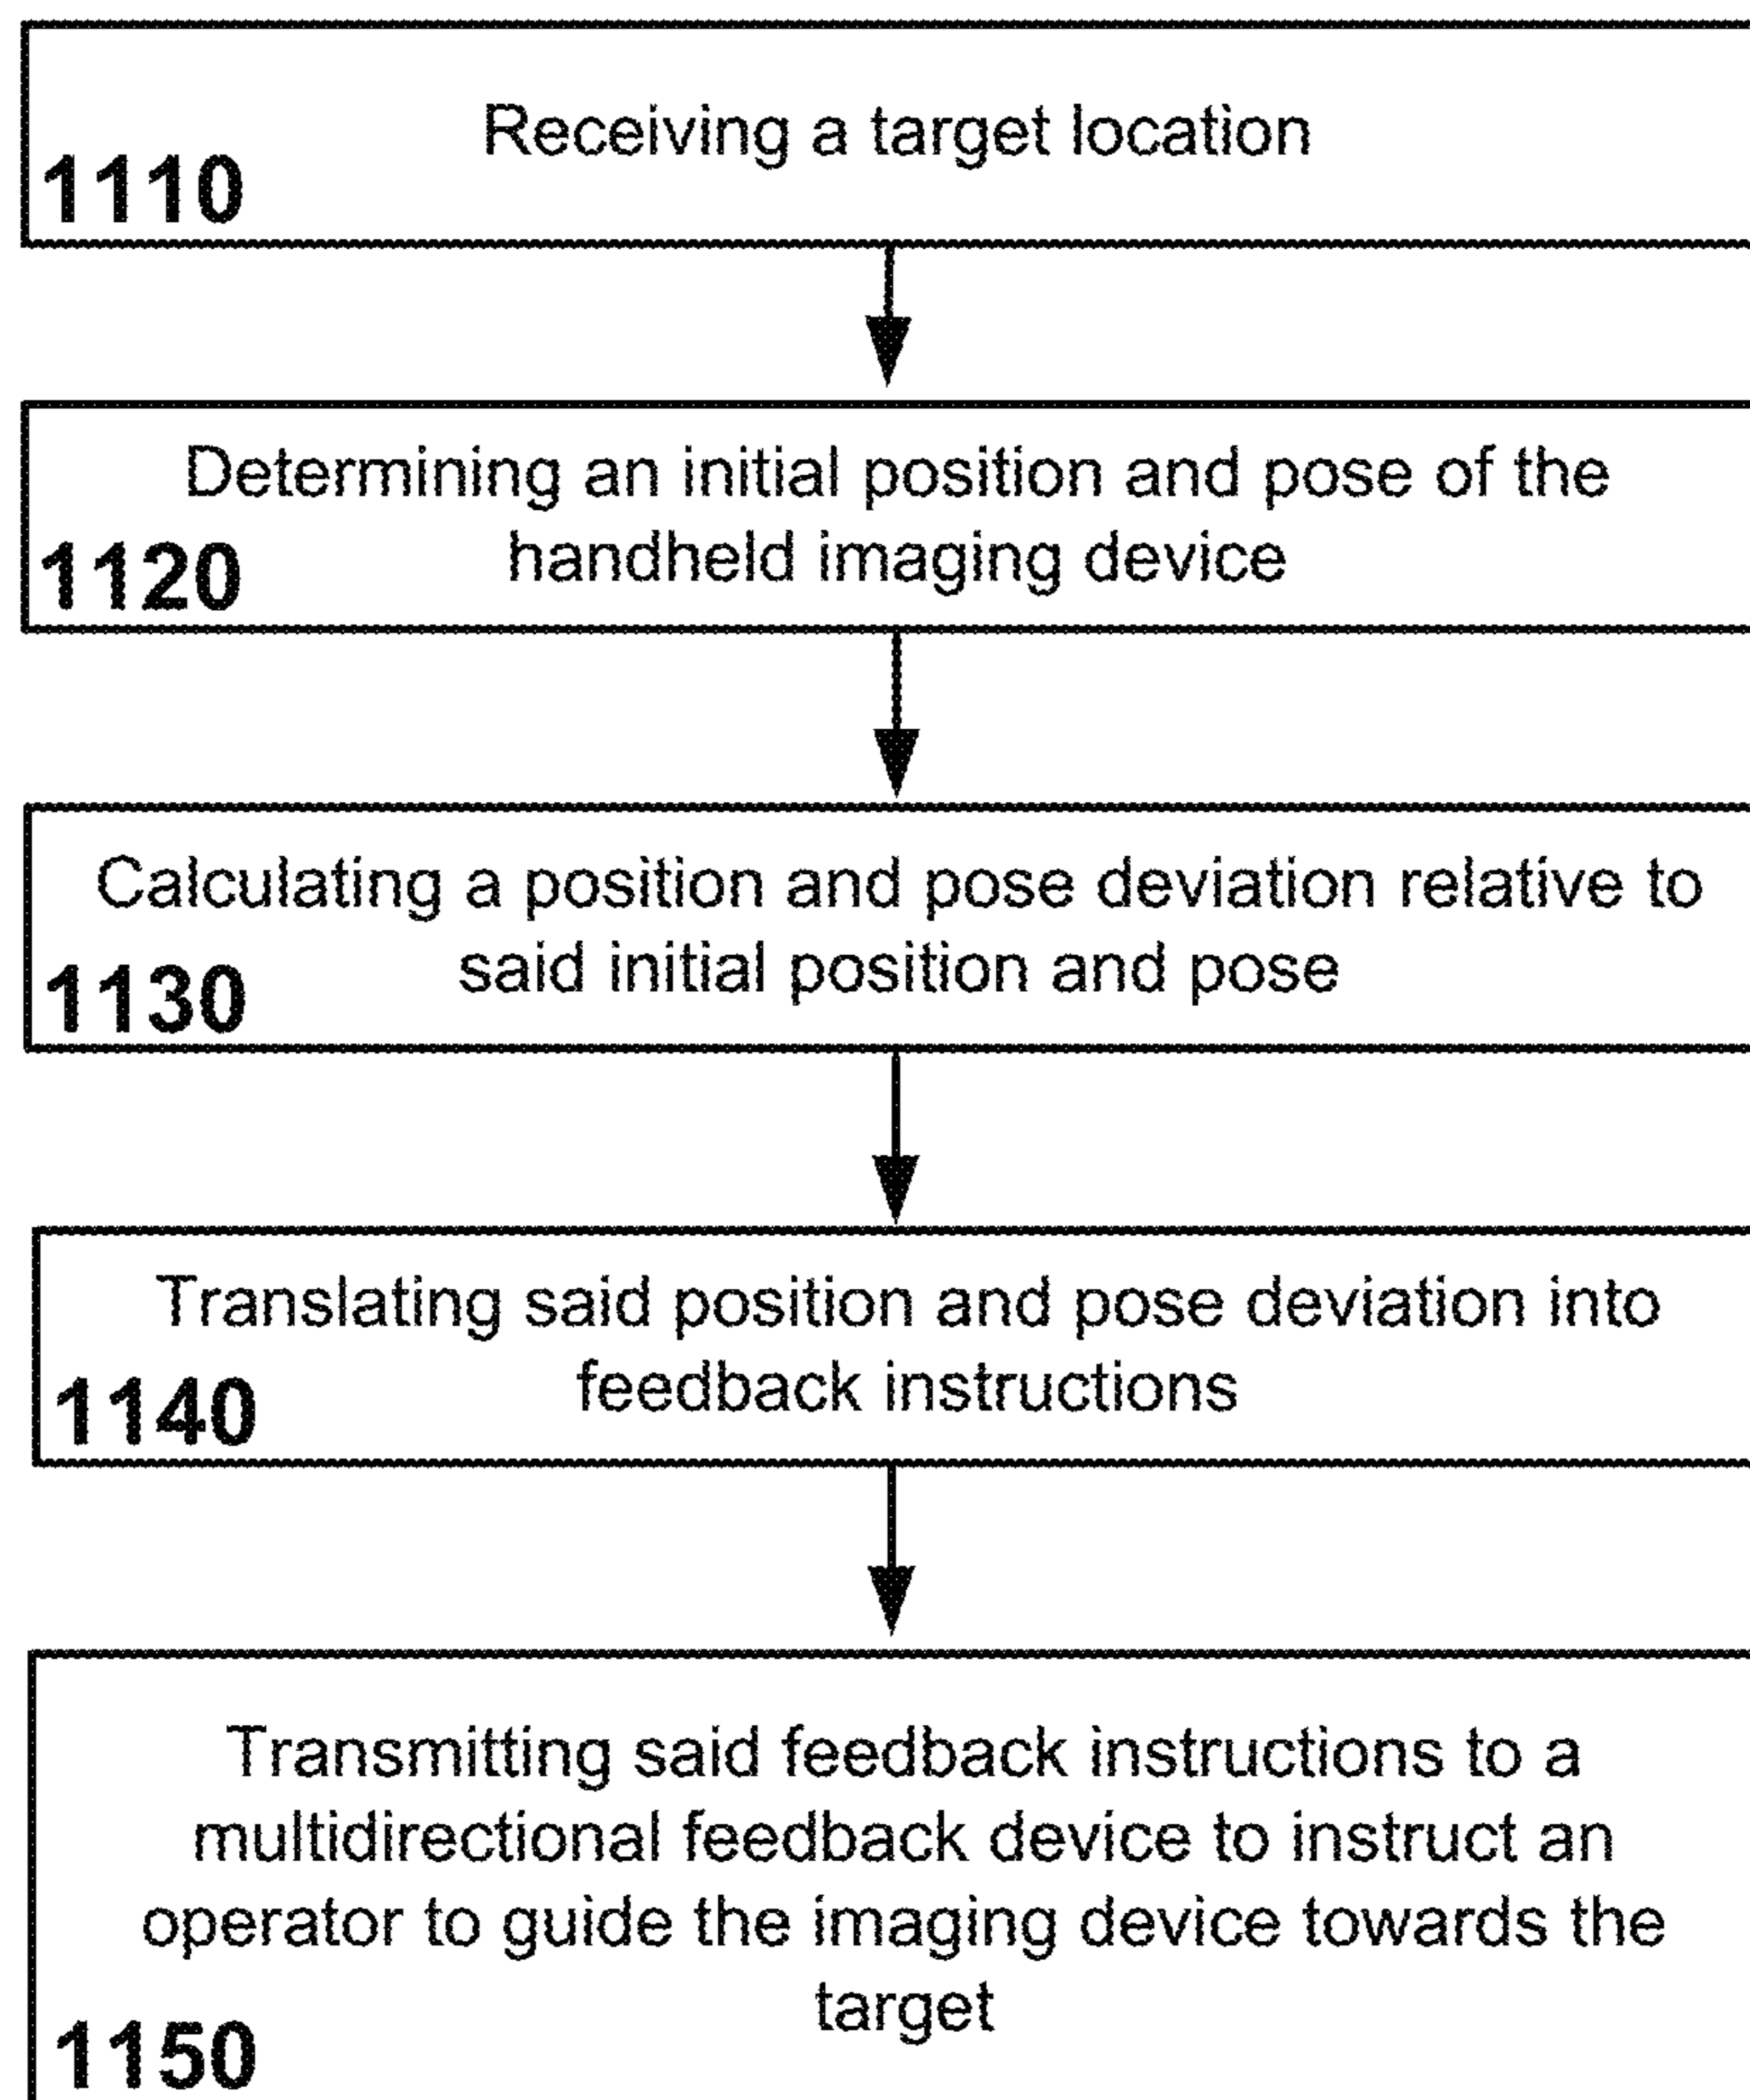 Receiving a target location
1110
Determining an initial position and pose of the
handheld imaging device
1120
Calculating a position and pose deviation relative to
said initial position and pose
1130
Translating said position and pose deviation into
feedback instructions
1140
Transmitting said feedback instructions to a
multidirectional feedback device to instruct an
operator to guide the imaging device towards the
target
1150